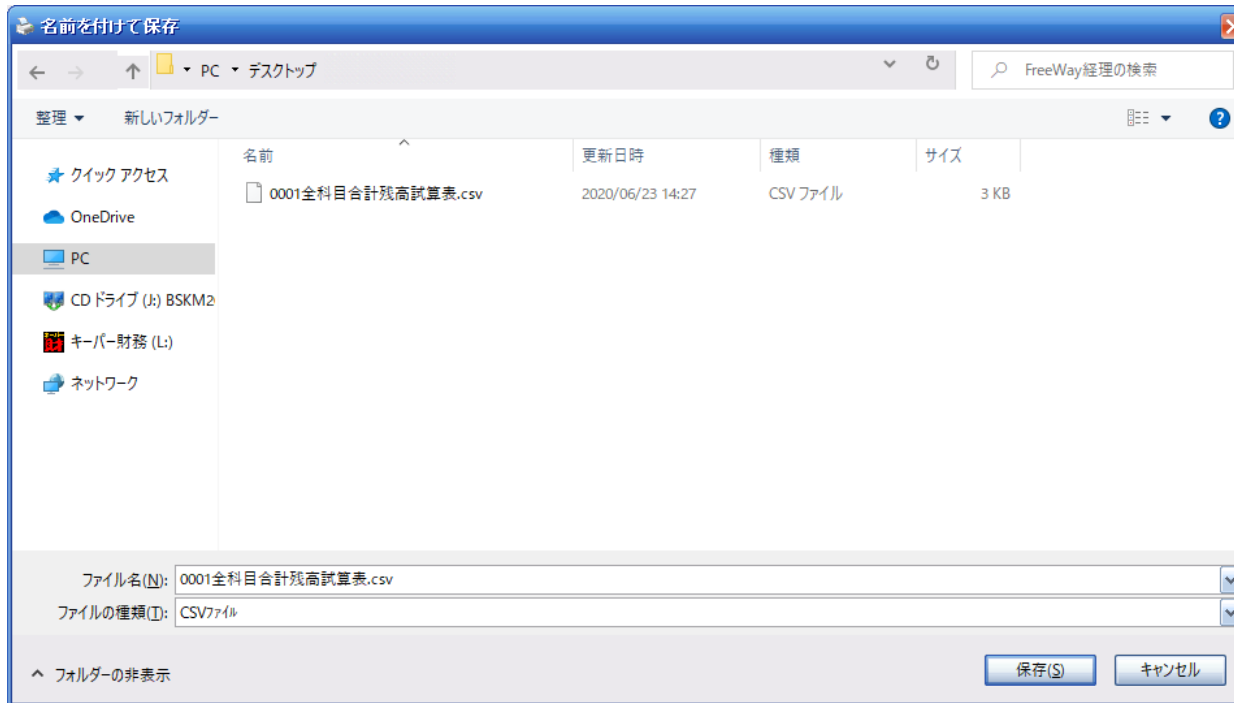 名前を付けて保存
PC デスクトップ
FreeWay経理の検索
整理 新しいフォルダー
名前 更新日時 種類 サイズ
0001全科目合計残高試算表.csv 2020/06/23 14:27 CSV ファイル 3 KB
クイック アクセス
OneDrive
PC
CD ドライブ (J:) BSKM2
キーパー財務 (L:)
ネットワーク
ファイル名(N): 0001全科目合計残高試算表.csv
ファイルの種類(T): CSVﾌｧｲﾙ
フォルダーの非表示
保存(S) キャンセル